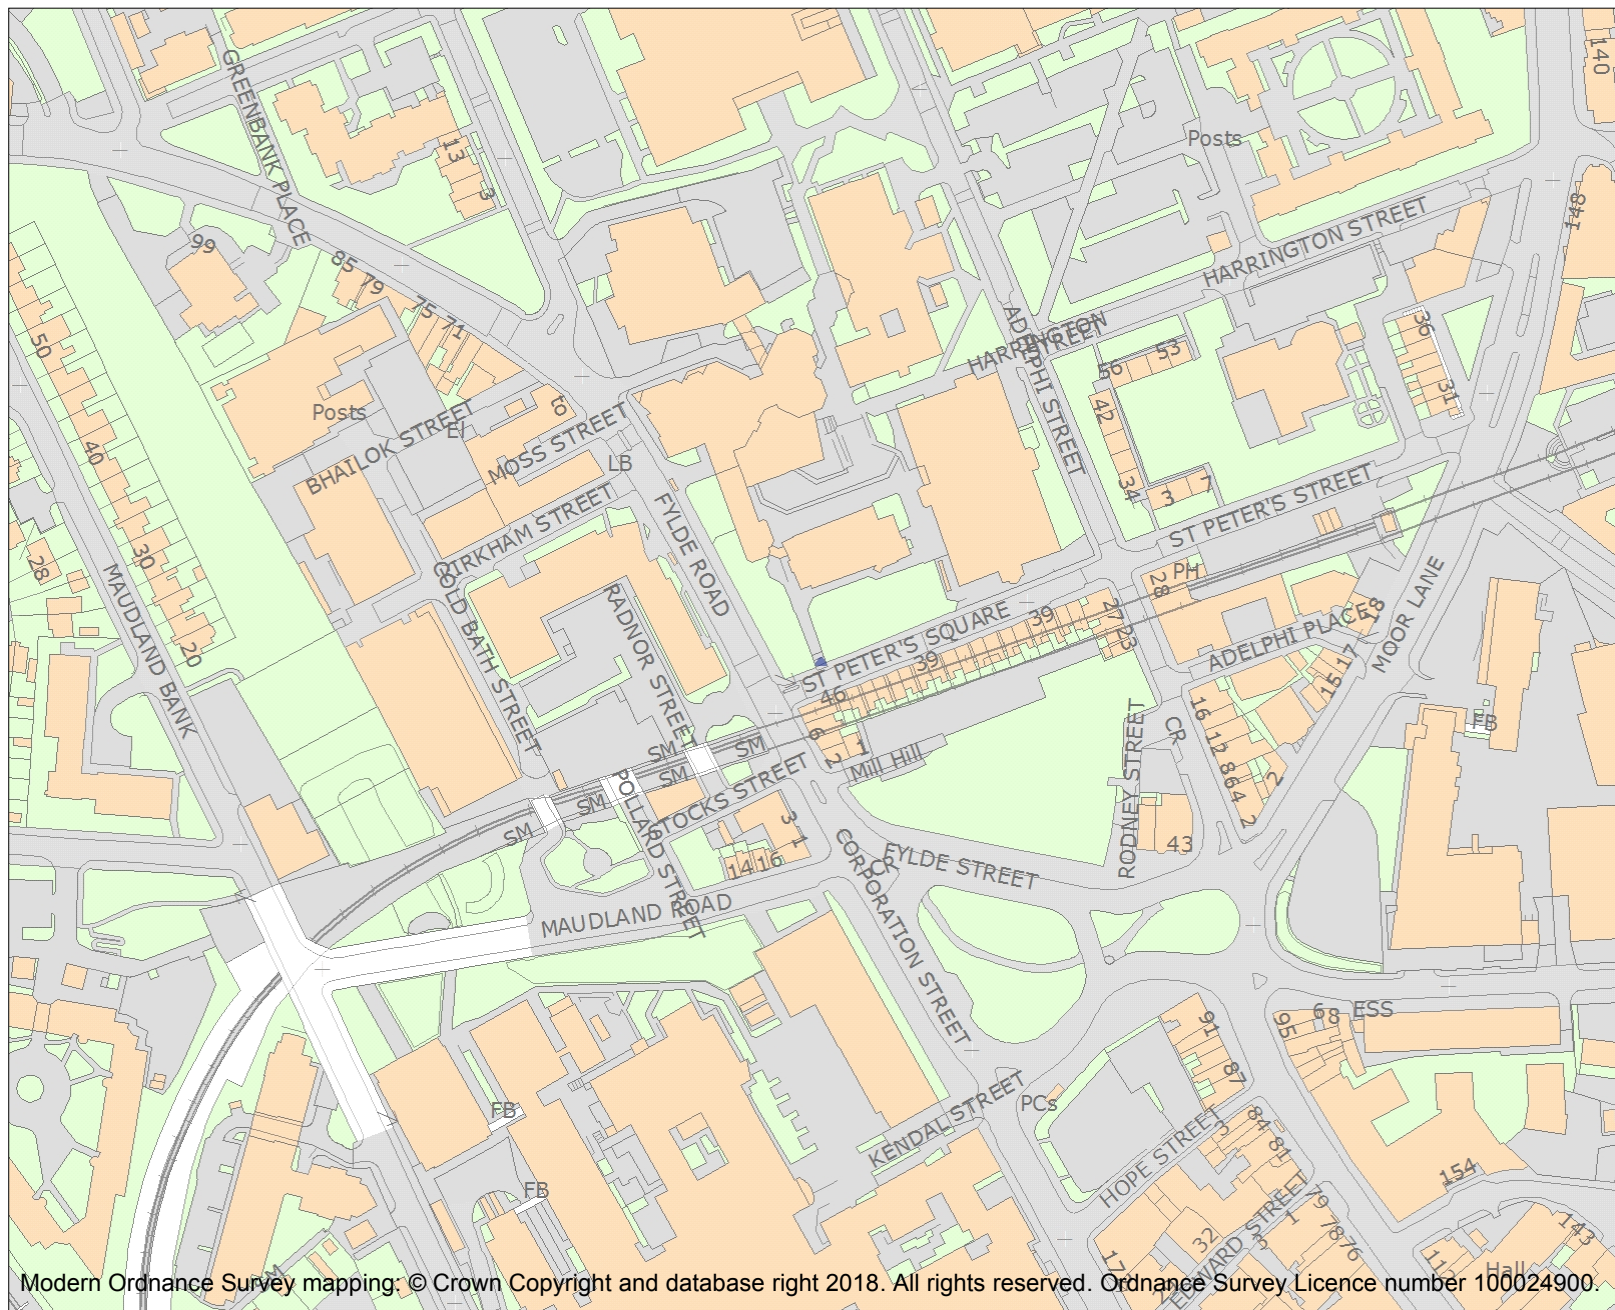 140
GREENBANK PLACE
Posts
13
3
148
99
HARRINGTON STREET
85
79
75
71
50
ADELPHI STREET
HARRINGTON STREET
36
53
56
31
Posts
to
42
BHAILOK STREET
EJ
MOSS STREET
40
LB
34
3
7
FYLDE ROAD
KIRKHAM STREET
ST PETER'S STREET
30
28
MAUDLAND BANK
OLD BATH STREET
RADNOR STREET
PH
28
MOOR LANE
ST PETER'S SQUARE
39
27
23
ADELPHI PLACE
18
20
39
17
15
46
16
CR
FB
SM
SM
6
1
12
RODNEY STREET
2
Mill Hill
SM
8
6
4
2
SM
POLLARD STREET
STOCKS STREET
SM
3
1
2
43
CORPORATION STREET
FYLDE STREET
CR
14
16
MAUDLAND ROAD
6
8
ESS
91
95
87
PCs
KENDAL STREET
FB
84
3
81
HOPE STREET
154
FB
79
78
76
1
3
32
EDWARD STREET
143
Hall
Modern Ordnance Survey mapping: © Crown Copyright and database right 2018. All rights reserved. Ordnance Survey Licence number 100024900.